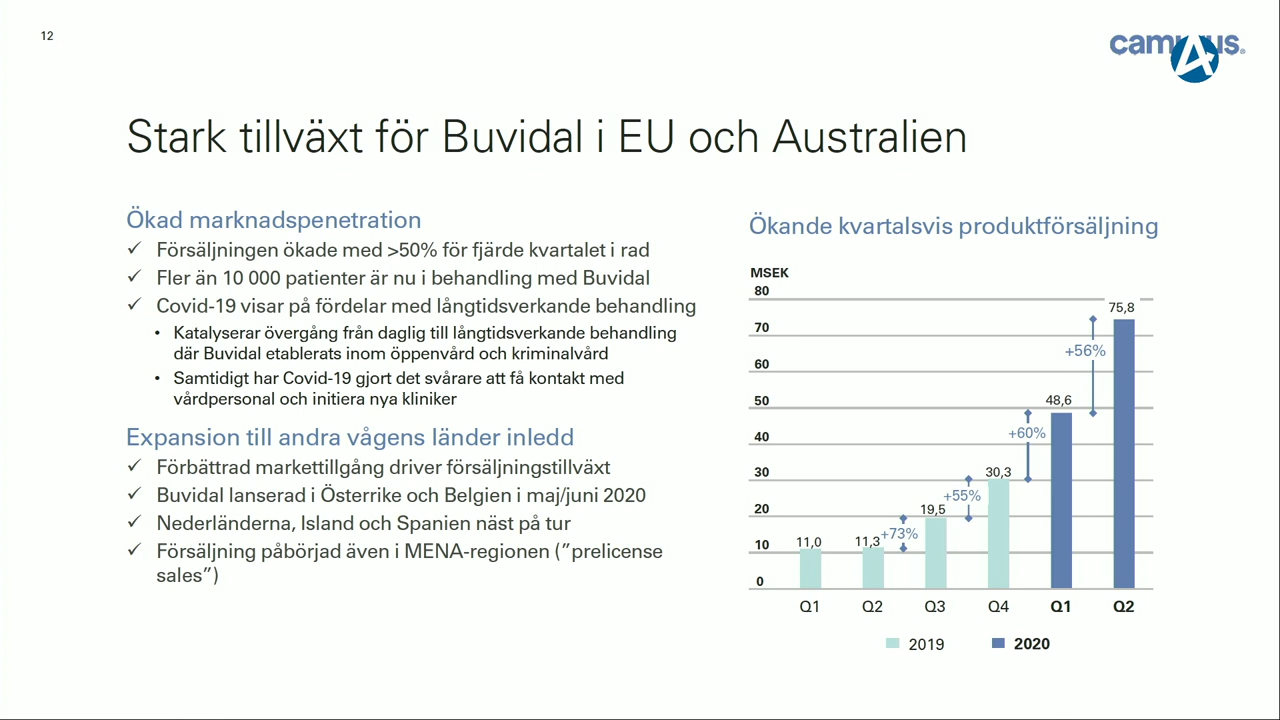 12
Stark tillväxt för Buvidal i EU och Australien
Ökad marknadspenetration
✓ Försäljningen ökade med >50% för fjärde kvartalet i rad
✓ Fler än 10 000 patienter är nu i behandling med Buvidal
✓ Covid-19 visar på fördelar med långtidsverkande behandling
• Katalyserar övergång från daglig till långtidsverkande behandling
där Buvidal etablerats inom öppenvård och kriminalvård
• Samtidigt har Covid-19 gjort det svårare att få kontakt med
vårdpersonal och initiera nya kliniker
Expansion till andra vågens länder inledd
✓ Förbättrad markettillgång driver försäljningstillväxt
✓ Buvidal lanserad i Österrike och Belgien i maj/juni 2020
✓ Nederländerna, Island och Spanien näst på tur
✓ Försäljning påbörjad även i MENA-regionen (”prelicense
sales”)
Ökande kvartalsvis produktförsäljning
MSEK
80
70
60
50
40
30
20
10
0
11,0
11,3
+73%
19,5
+55%
30,3
+60%
48,6
+56%
75,8
Q1 Q2 Q3 Q4 Q1 Q2
2019 2020